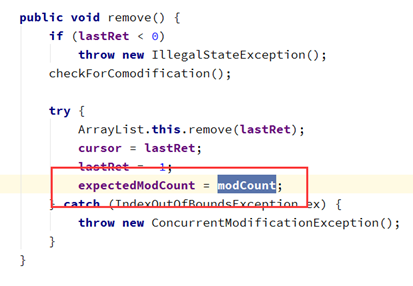 public void remove() {
if (lastRet < 0)
throw new IllegalStateException();
checkForComodification();
try {
ArrayList.this.remove(lastRet);
cursor = lastRet;
lastRet = -1;
expectedModCount = modCount;
} catch (IndexOutOfBoundsException ex) {
throw new ConcurrentModificationException();
}
}